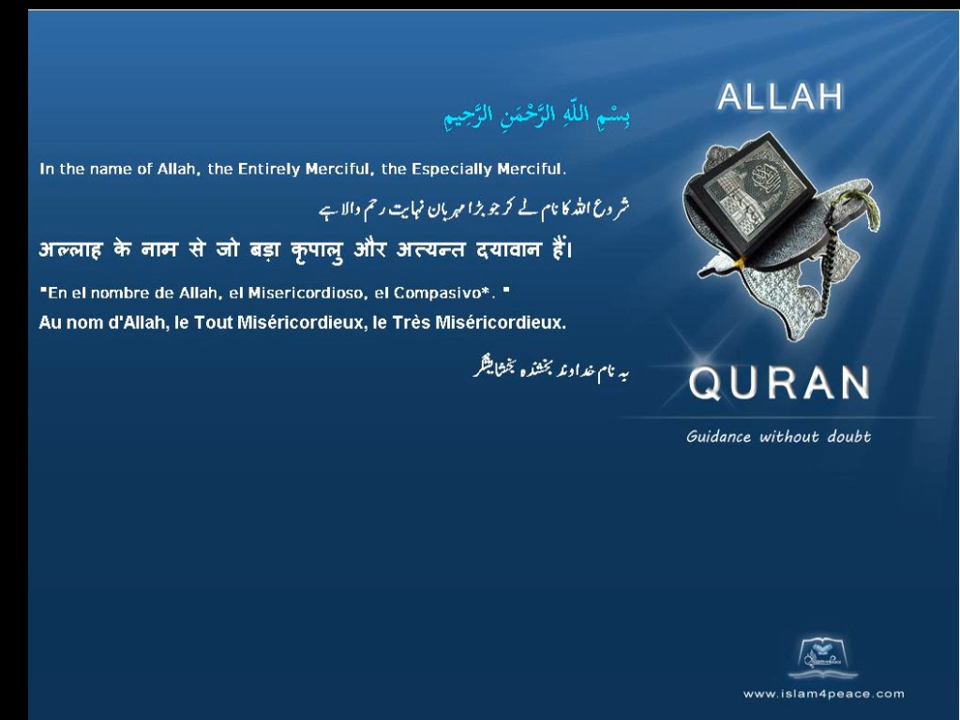 بِسْمِ اللّهِ الرَّحْمَنِ الرَّحِيمِ
In the name of Allah, the Entirely Merciful, the Especially Merciful.
شروع الله کا نام لے کر جو بڑا مہربان نہایت رحم والا ہے
अल्लाह के नाम से जो बड़ा कृपालु और अत्यन्त दयावान हैं।
"En el nombre de Allah, el Misericordioso, el Compasivo*. "
Au nom d'Allah, le Tout Miséricordieux, le Très Miséricordieux.
به نام خداوند بخشنده بخشایشگر
ALLAH
QURAN
Guidance without doubt
www.islam4peace.com